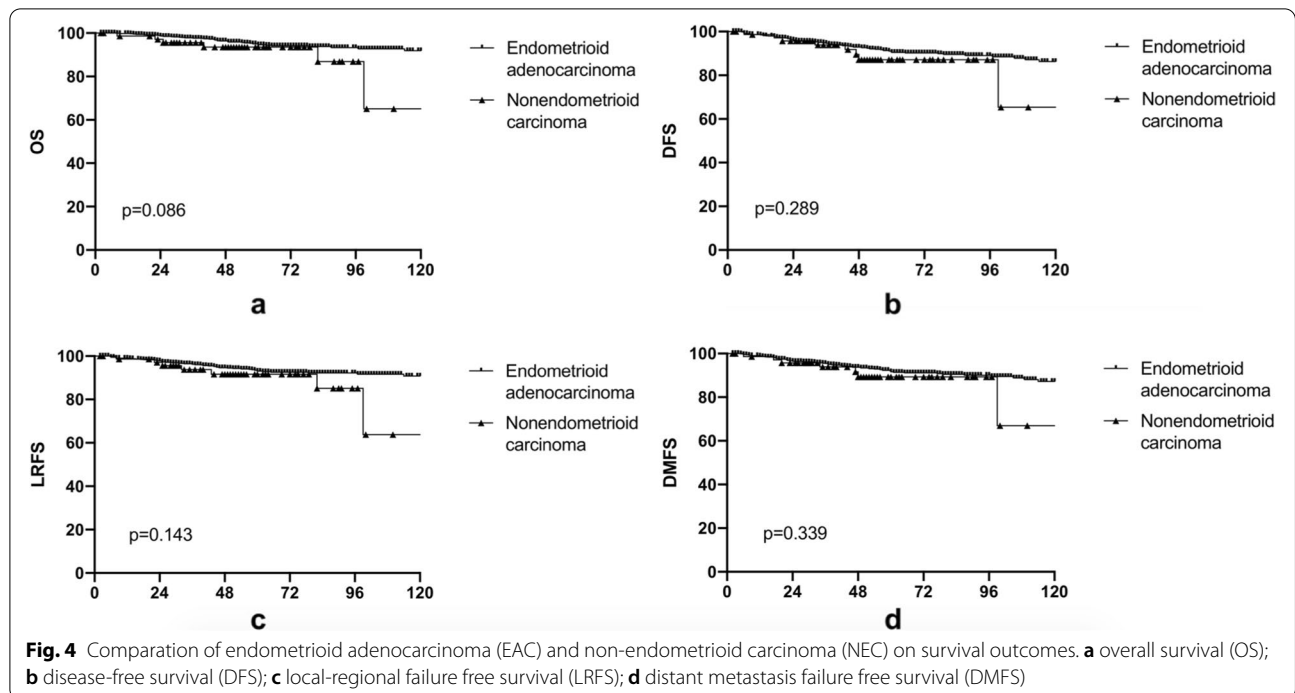 OS
100
80
60
40
20
0
p=0.086
0 24 48 72 96 120
Endometrioid
adenocarcinoma
Nonendometrioid
carcinoma
a
DFS
100
80
60
40
20
0
p=0.289
0 24 48 72 96 120
Endometrioid
adenocarcinoma
Nonendometrioid
carcinoma
b
LRFS
100
80
60
40
20
0
p=0.143
0 24 48 72 96 120
Endometrioid
adenocarcinoma
Nonendometrioid
carcinoma
c
DMFS
100
80
60
40
20
0
p=0.339
0 24 48 72 96 120
Endometrioid
adenocarcinoma
Nonendometrioid
carcinoma
d
Fig. 4 Comparation of endometrioid adenocarcinoma (EAC) and non-endometrioid carcinoma (NEC) on survival outcomes. a overall survival (OS);
b disease-free survival (DFS); c local-regional failure free survival (LRFS); d distant metastasis failure free survival (DMFS)